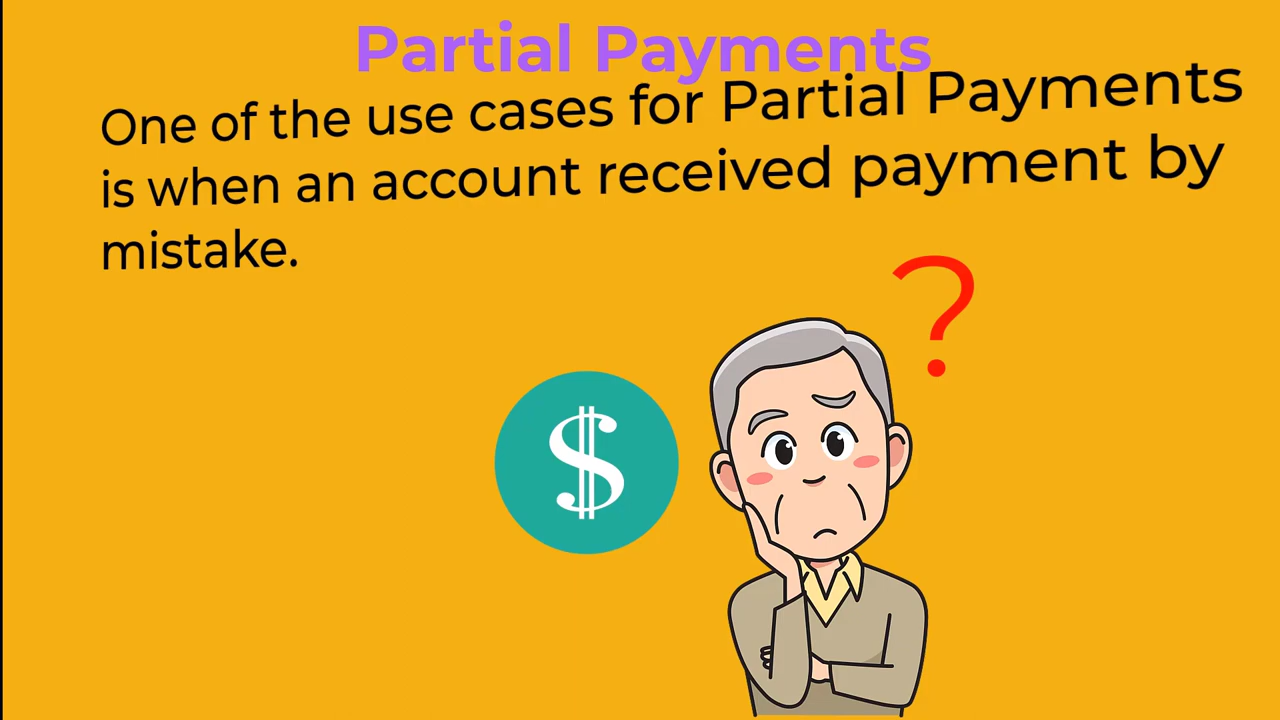 Partial Payments
One of the use cases for Partial Payments
is when an account received payment by
mistake.
$
?